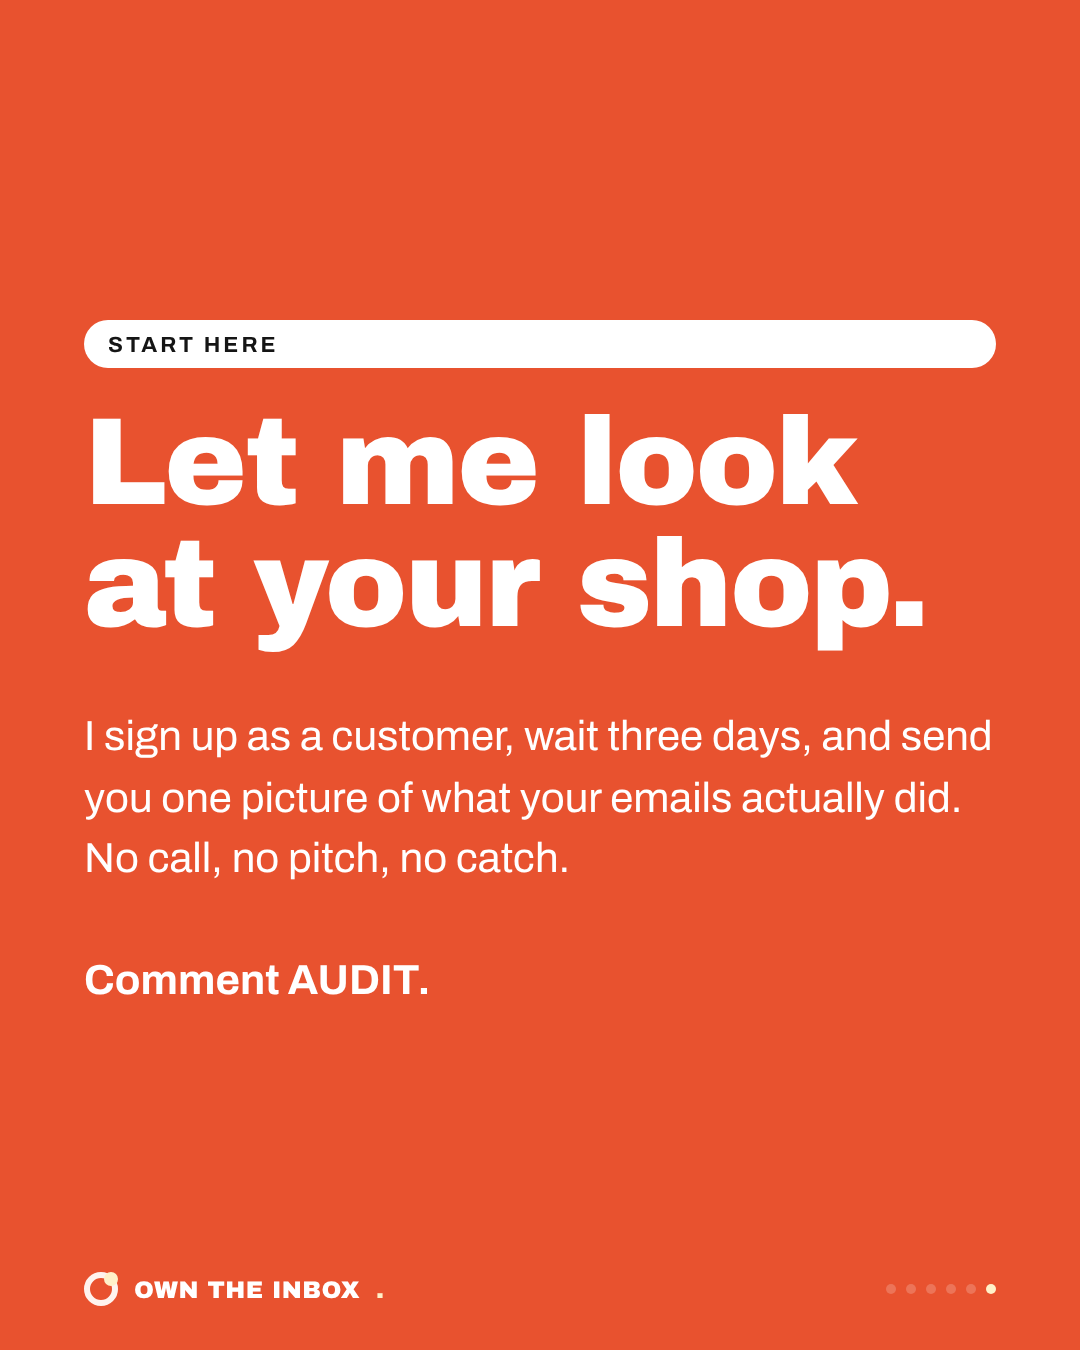 START HERE
Let me look
at your shop.
I sign up as a customer, wait three days, and send
you one picture of what your emails actually did.
No call, no pitch, no catch.
Comment AUDIT.
OWN THE INBOX .